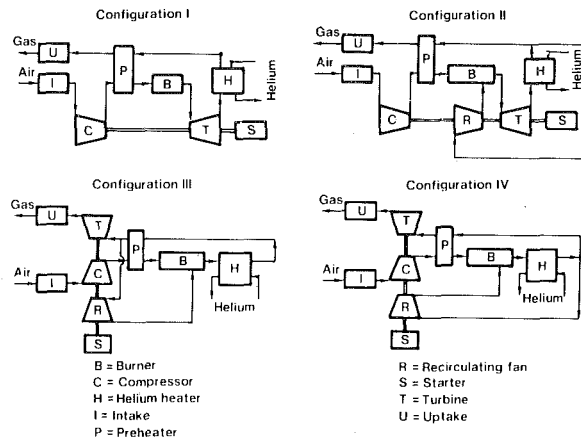 Configuration I
Gas U P H Helium
Air I B
C T S
Configuration II
Gas U P H Helium
Air I B
C R T S
Configuration III
Gas U T P
B H
Air I C
R Helium
S
Configuration IV
Gas U T P
B H
Air I C
R Helium
S
B = Burner
C = Compressor
H = Helium heater
I = Intake
P = Preheater
R = Recirculating fan
S = Starter
T = Turbine
U = Uptake